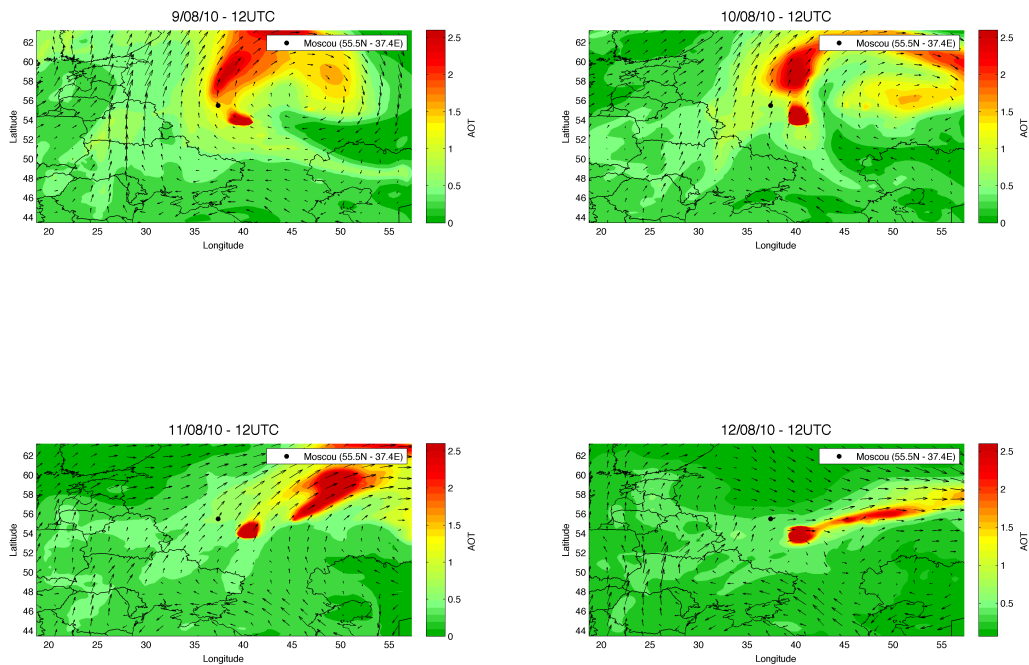 9/08/10 - 12UTC
Moscou (55.5N - 37.4E)
62
60
58
56
54
52
50
48
46
44
Latitude
20 25 30 35 40 45 50 55
Longitude
2.5
2
1.5
1
0.5
0
AOT
10/08/10 - 12UTC
Moscou (55.5N - 37.4E)
62
60
58
56
54
52
50
48
46
44
Latitude
20 25 30 35 40 45 50 55
Longitude
2.5
2
1.5
1
0.5
0
AOT
11/08/10 - 12UTC
Moscou (55.5N - 37.4E)
62
60
58
56
54
52
50
48
46
44
Latitude
20 25 30 35 40 45 50 55
Longitude
2.5
2
1.5
1
0.5
0
AOT
12/08/10 - 12UTC
Moscou (55.5N - 37.4E)
62
60
58
56
54
52
50
48
46
44
Latitude
20 25 30 35 40 45 50 55
Longitude
2.5
2
1.5
1
0.5
AOT